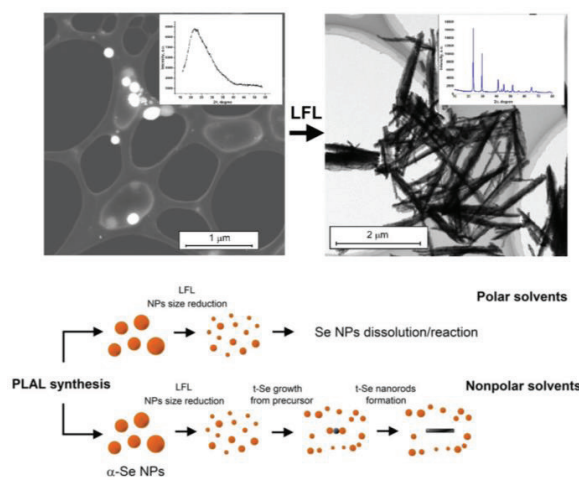 LFL
1 μm
2 μm
LFL
NPs size reduction
Polar solvents
Se NPs dissolution/reaction
PLAL synthesis
LFL
NPs size reduction
t-Se growth
from precursor
t-Se nanorods
formation
Nonpolar solvents
α-Se NPs